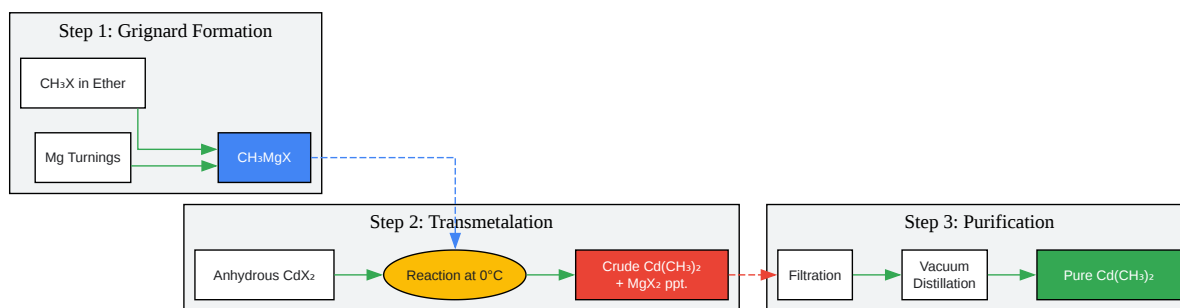 Step 1: Grignard Formation
CH₃X in Ether
Mg Turnings
CH₃MgX
Step 2: Transmetalation
Anhydrous CdX₂
Reaction at 0°C
Crude Cd(CH₃)₂
+ MgX₂ ppt.
Step 3: Purification
Filtration
Vacuum
Distillation
Pure Cd(CH₃)₂